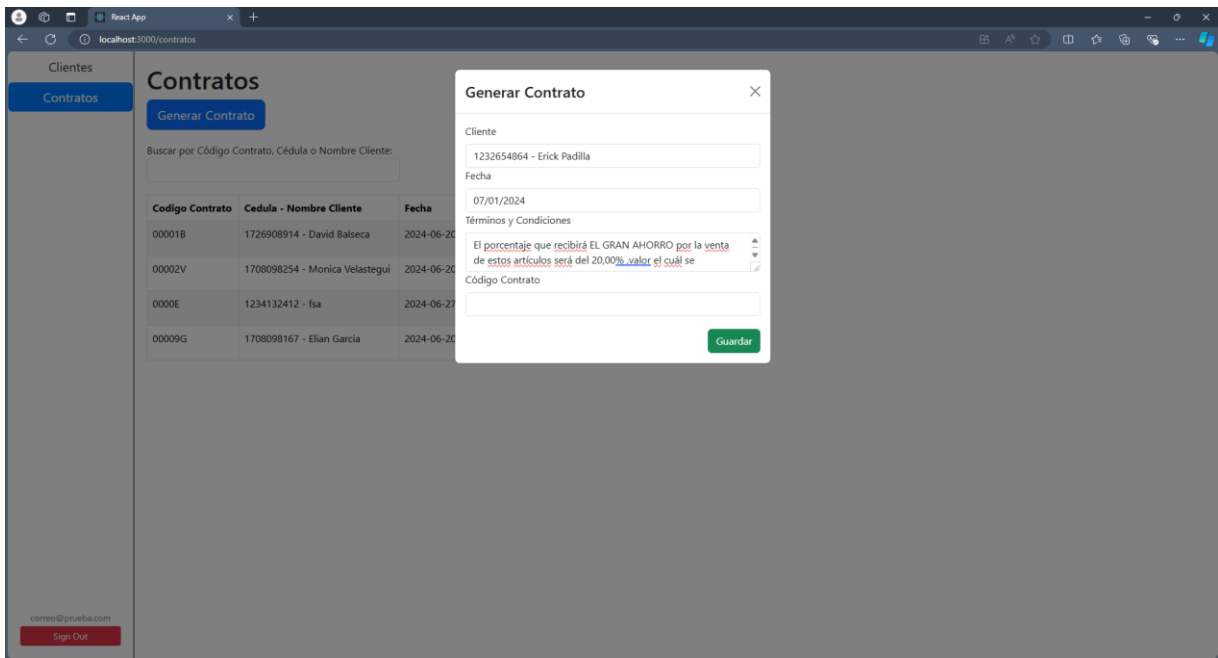 React App
localhost:3000/contratos
Clientes
Contratos
correo@prueba.com
Sign Out
Contratos
Generar Contrato
Buscar por Código Contrato, Cédula o Nombre Cliente:
Codigo Contrato Cedula - Nombre Cliente Fecha
00001B 1726908914 - David Balseca 2024-06-20
00002V 1708098254 - Monica Velastegui 2024-06-20
0000E 1234132412 - fsa 2024-06-27
00009G 1708098167 - Elian Garcia 2024-06-20
Generar Contrato
Cliente
1232654864 - Erick Padilla
Fecha
07/01/2024
Términos y Condiciones
El porcentaje que recibirá EL GRAN AHORRO por la venta
de estos artículos será del 20,00% ,valor el cuál se
Código Contrato
Guardar